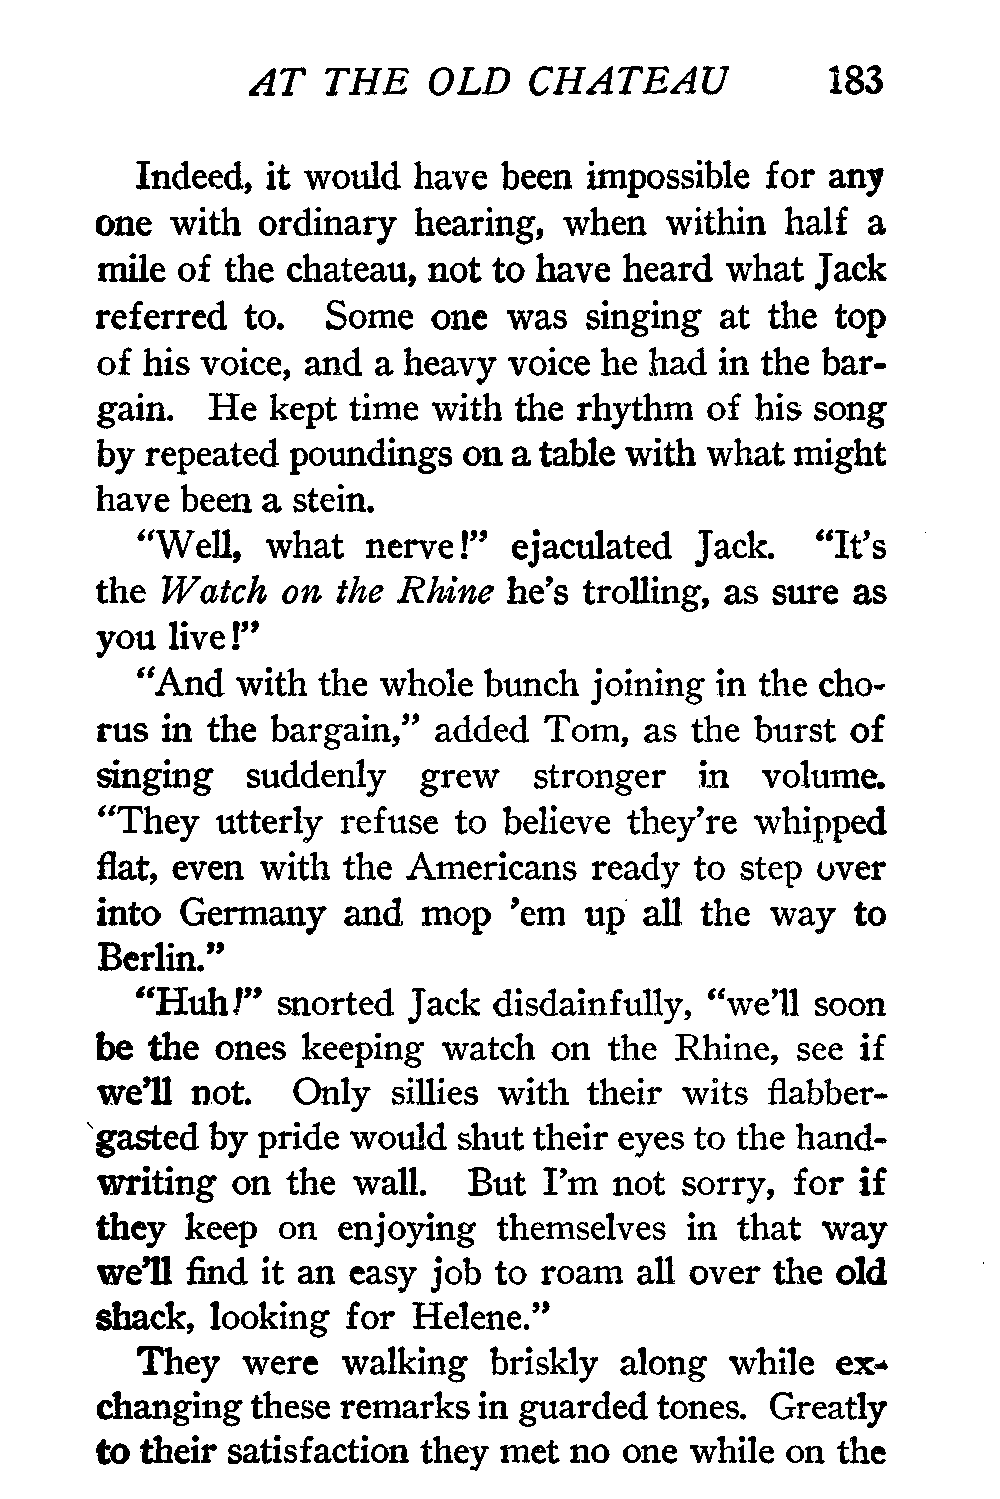 AT THE OLD CHATEAU 183
Indeed, it would have been impossible for any
one with ordinary hearing, when within half a
mile of the chateau, not to have heard what Jack
referred to. Some one was singing at the top
of his voice, and a heavy voice he had in the bar-
gain. He kept time with the rhythm of his song
by repeated poundings on a table with what might
have been a stein.
“Well, what nerve!” ejaculated Jack. “It’s
the Watch on the Rhine he’s trolling, as sure as
you live!”
“And with the whole bunch joining in the cho-
rus in the bargain,” added Tom, as the burst of
singing suddenly grew stronger in volume.
“They utterly refuse to believe they’re whipped
flat, even with the Americans ready to step over
into Germany and mop ’em up all the way to
Berlin.”
“Huh!” snorted Jack disdainfully, “we’ll soon
be the ones keeping watch on the Rhine, see if
we’ll not. Only sillies with their wits flabber-
gasted by pride would shut their eyes to the hand-
writing on the wall. But I’m not sorry, for if
they keep on enjoying themselves in that way
we’ll find it an easy job to roam all over the old
shack, looking for Helene.”
They were walking briskly along while ex-
changing these remarks in guarded tones. Greatly
to their satisfaction they met no one while on the